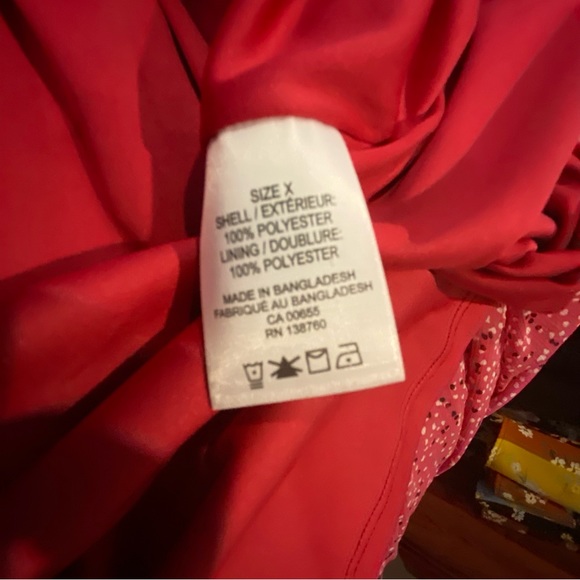 SIZE X
SHELL / EXTÉRIEUR:
100% POLYESTER
LINING / DOUBLURE:
100% POLYESTER
MADE IN BANGLADESH
FABRIQUÉ AU BANGLADESH
CA 00655
RN 138760